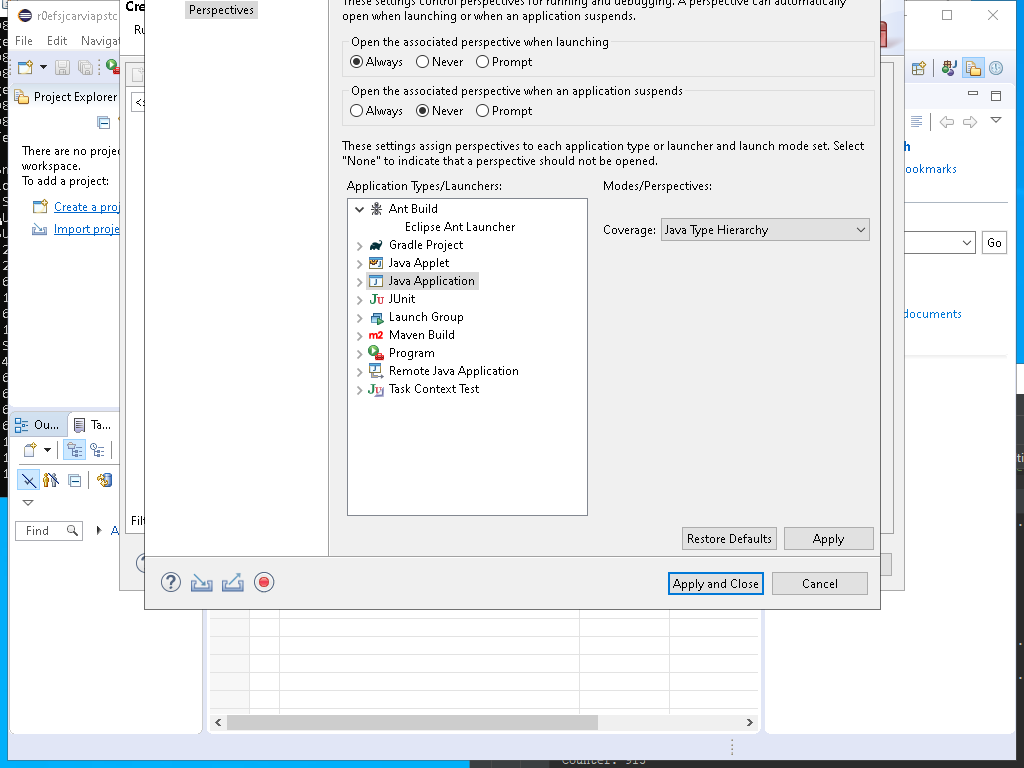 r0efsjcarviapstc
File
Edit
Navigat
Project Explorer
There are no proje
workspace.
To add a project:
Create a proj
Import proje
Ou...
Ta...
Find
A
Cre
Ru
Filt
Perspectives
These settings control perspectives for running and debugging. A perspective can automatically
open when launching or when an application suspends.
Open the associated perspective when launching
Always
Never
Prompt
Open the associated perspective when an application suspends
Always
Never
Prompt
These settings assign perspectives to each application type or launcher and launch mode set. Select
"None" to indicate that a perspective should not be opened.
Application Types/Launchers:
Modes/Perspectives:
Ant Build
Eclipse Ant Launcher
Gradle Project
Java Applet
Java Application
JUnit
Launch Group
Maven Build
Program
Remote Java Application
Task Context Test
Coverage:
Java Type Hierarchy
Restore Defaults
Apply
Apply and Close
Cancel
h
ookmarks
Go
documents
Counter: 913